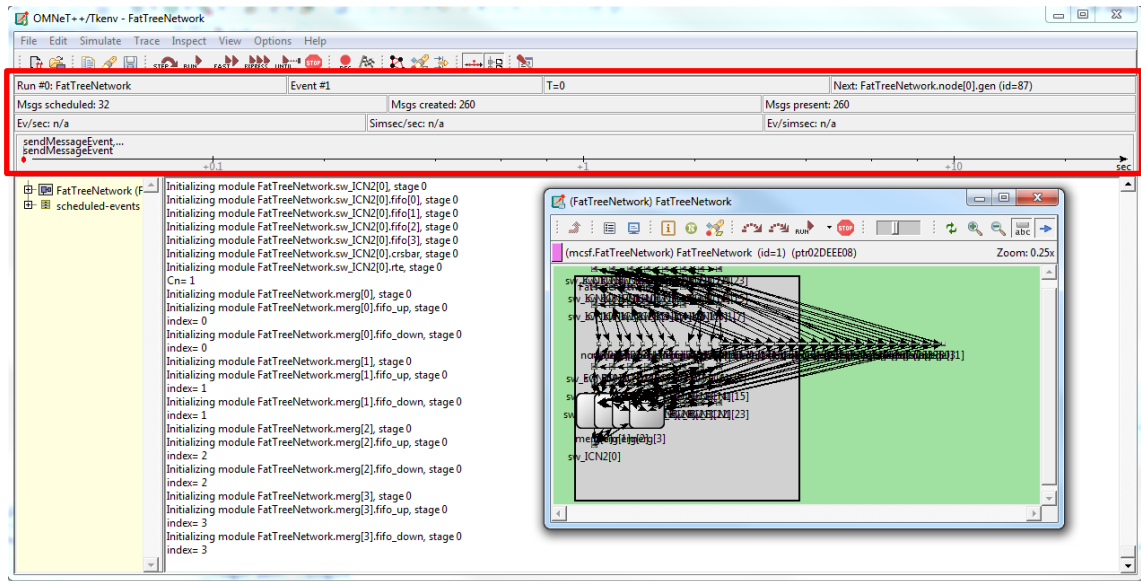 OMNeT++/Tkenv - FatTreeNetwork
File Edit Simulate Trace Inspect View Options Help
STEP RUN FAST EXPRESS UNTIL STOP REC
Run #0: FatTreeNetwork Event #1 T=0 Next: FatTreeNetwork.node[0].gen (id=87)
Msgs scheduled: 32 Msgs created: 260 Msgs present: 260
Ev/sec: n/a Simsec/sec: n/a Ev/simsec: n/a
sendMessageEvent,...
sendMessageEvent
+0.1 +1 +10 sec
FatTreeNetwork (F
scheduled-events
Initializing module FatTreeNetwork.sw_ICN2[0], stage 0
Initializing module FatTreeNetwork.sw_ICN2[0].fifo[0], stage 0
Initializing module FatTreeNetwork.sw_ICN2[0].fifo[1], stage 0
Initializing module FatTreeNetwork.sw_ICN2[0].fifo[2], stage 0
Initializing module FatTreeNetwork.sw_ICN2[0].fifo[3], stage 0
Initializing module FatTreeNetwork.sw_ICN2[0].crsbar, stage 0
Initializing module FatTreeNetwork.sw_ICN2[0].rte, stage 0
Cn= 1
Initializing module FatTreeNetwork.merg[0], stage 0
Initializing module FatTreeNetwork.merg[0].fifo_up, stage 0
index= 0
Initializing module FatTreeNetwork.merg[0].fifo_down, stage 0
index= 0
Initializing module FatTreeNetwork.merg[1], stage 0
Initializing module FatTreeNetwork.merg[1].fifo_up, stage 0
index= 1
Initializing module FatTreeNetwork.merg[1].fifo_down, stage 0
index= 1
Initializing module FatTreeNetwork.merg[2], stage 0
Initializing module FatTreeNetwork.merg[2].fifo_up, stage 0
index= 2
Initializing module FatTreeNetwork.merg[2].fifo_down, stage 0
index= 2
Initializing module FatTreeNetwork.merg[3], stage 0
Initializing module FatTreeNetwork.merg[3].fifo_up, stage 0
index= 3
Initializing module FatTreeNetwork.merg[3].fifo_down, stage 0
index= 3
(FatTreeNetwork) FatTreeNetwork
RUN STOP abc
(mcsf.FatTreeNetwork) FatTreeNetwork (id=1) (ptr02DEEE08) Zoom: 0.25x
sw_ICN2[0]